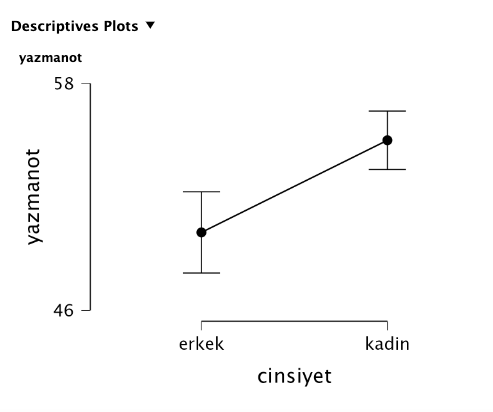 Descriptives Plots ▼
yazmanot
58
yazmanot
46
erkek kadin
cinsiyet